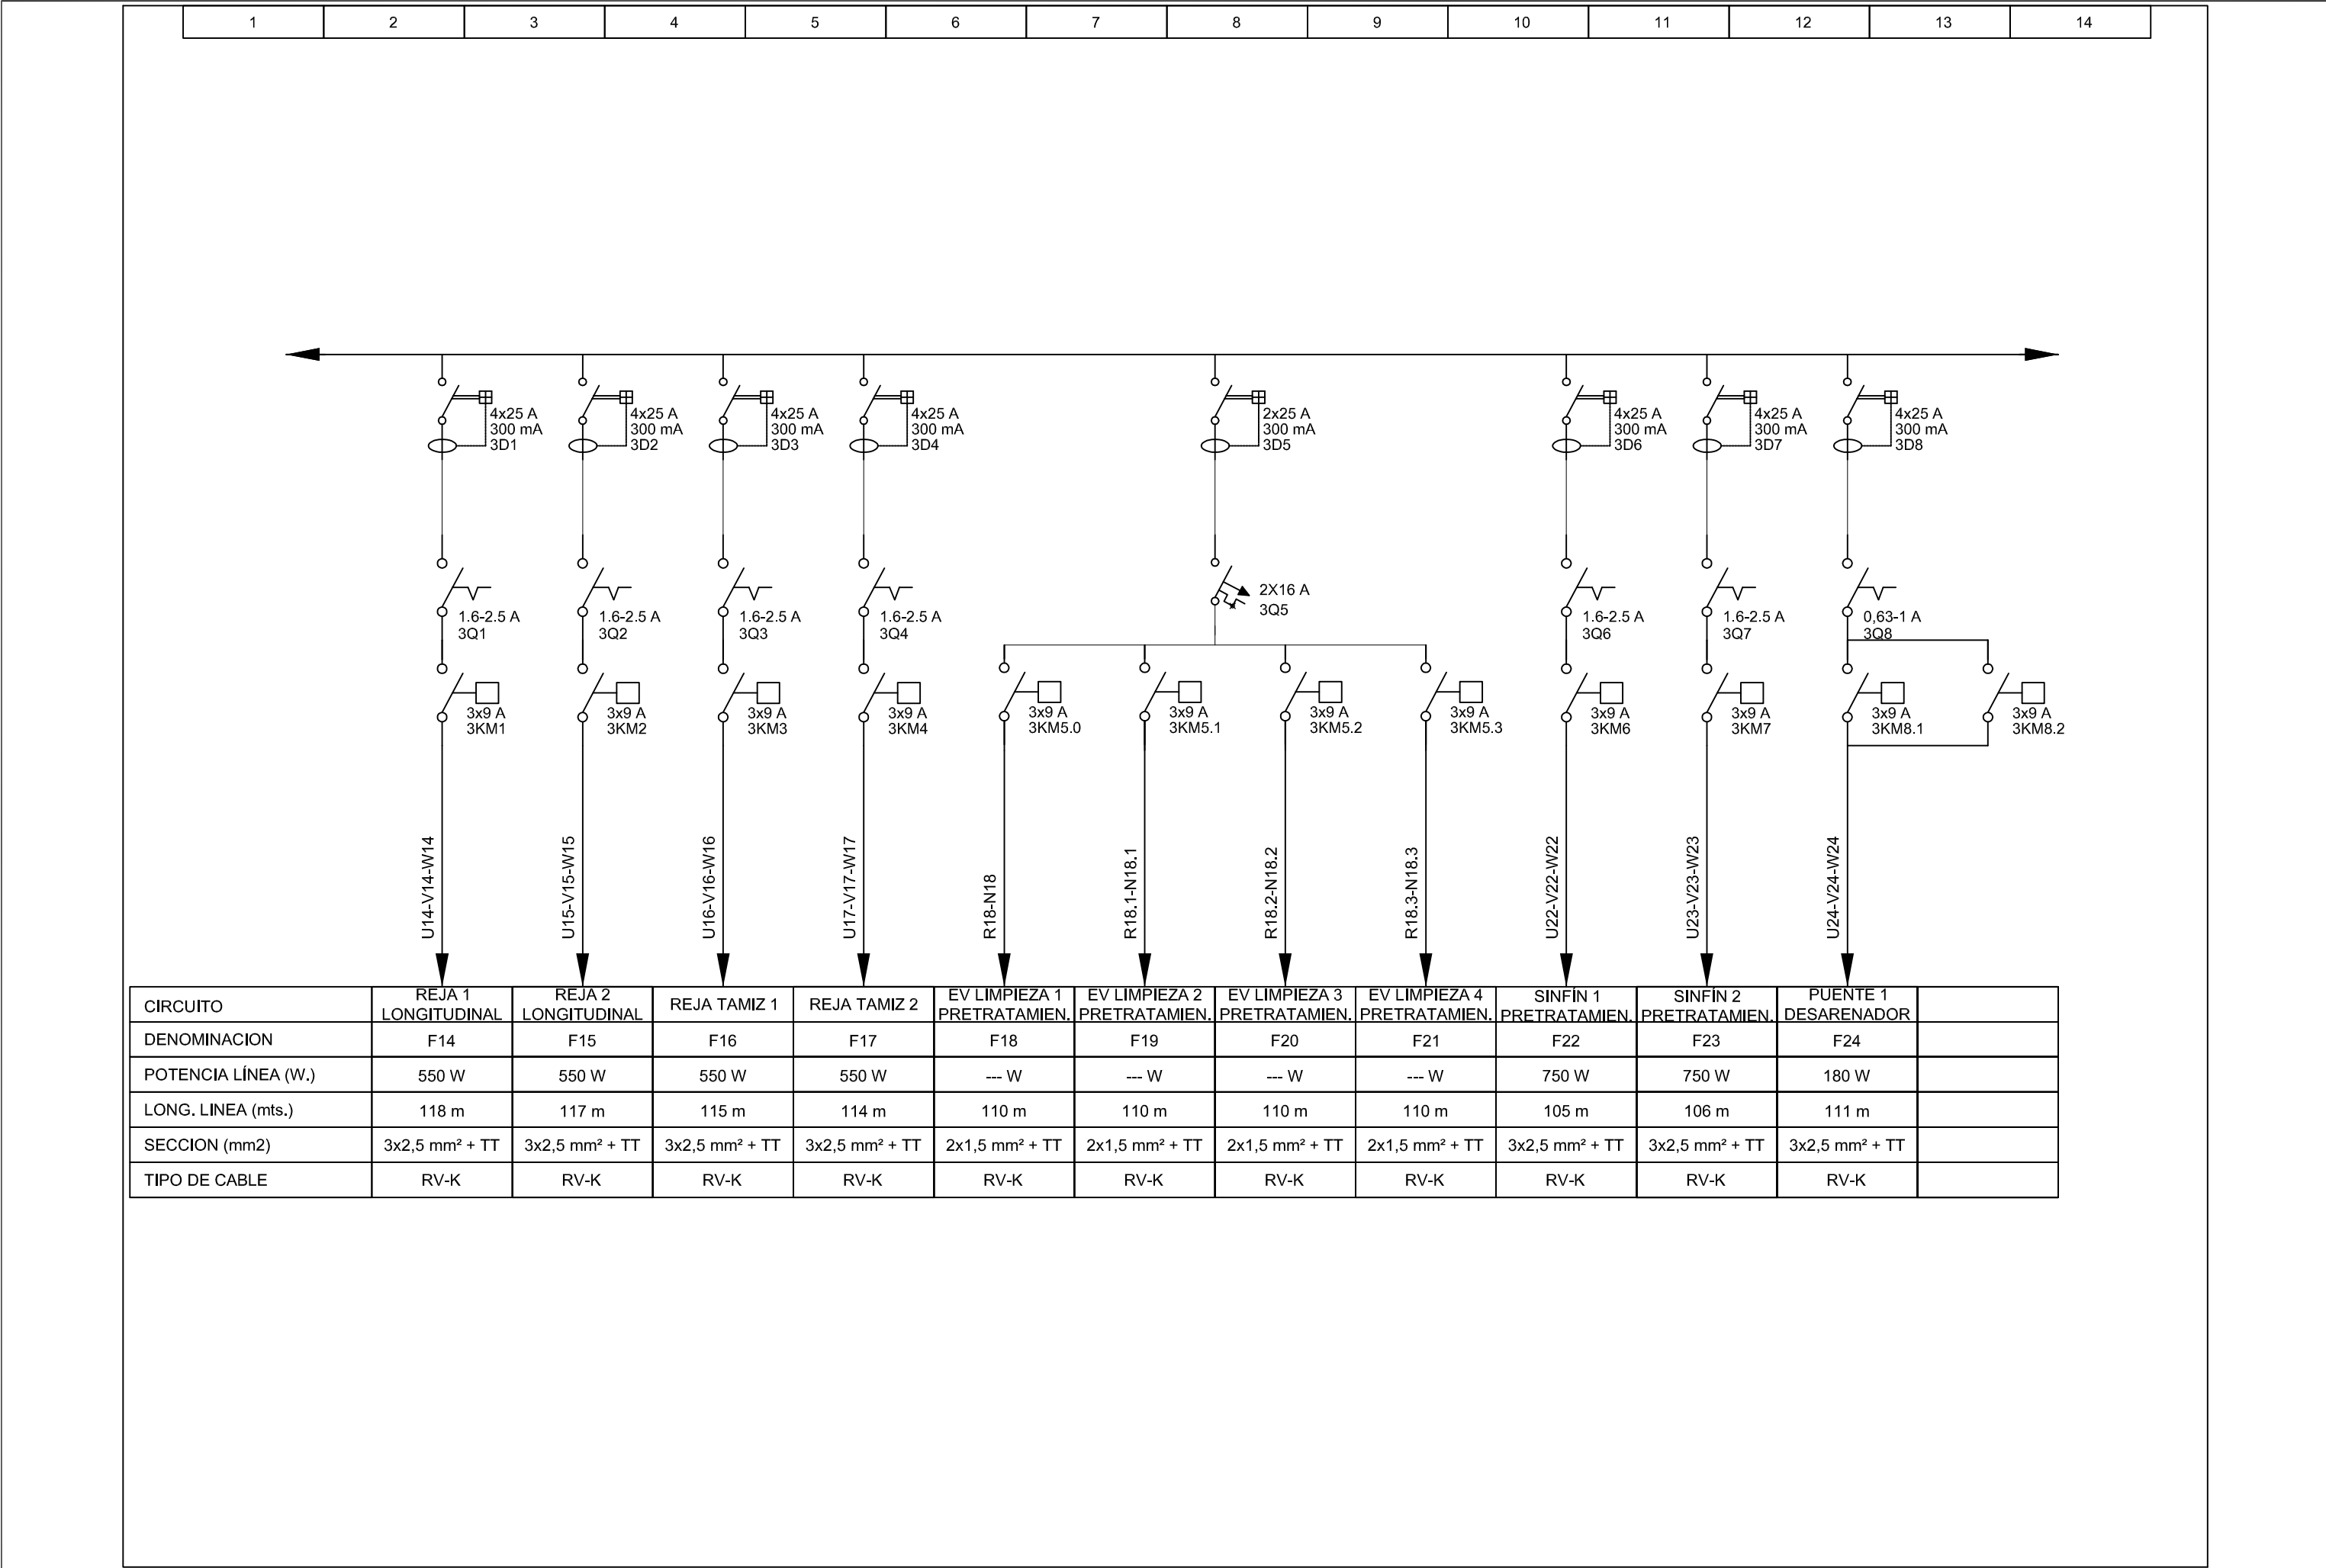 1 2 3 4 5 6 7 8 9 10 11 12 13 14
4x25 A 4x25 A 4x25 A 4x25 A 2x25 A 4x25 A 4x25 A 4x25 A
300 mA 300 mA 300 mA 300 mA 300 mA 300 mA 300 mA 300 mA
3D1 3D2 3D3 3D4 3D5 3D6 3D7 3D8
2X16 A
3Q5
1.6-2.5 A 1.6-2.5 A 1.6-2.5 A 1.6-2.5 A 1.6-2.5 A 1.6-2.5 A 0,63-1 A
3Q1 3Q2 3Q3 3Q4 3Q6 3Q7 3Q8
3x9 A 3x9 A 3x9 A 3x9 A 3x9 A 3x9 A 3x9 A 3x9 A 3x9 A 3x9 A 3x9 A 3x9 A
3KM1 3KM2 3KM3 3KM4 3KM5.0 3KM5.1 3KM5.2 3KM5.3 3KM6 3KM7 3KM8.1 3KM8.2
U14-V14-W14
U15-V15-W15
U16-V16-W16
U17-V17-W17
R18-N18
R18.1-N18.1
R18.2-N18.2
R18.3-N18.3
U22-V22-W22
U23-V23-W23
U24-V24-W24
CIRCUITO
REJA 1
LONGITUDINAL
REJA 2
LONGITUDINAL
REJA TAMIZ 1
REJA TAMIZ 2
EV LIMPIEZA 1
PRETRATAMIEN.
EV LIMPIEZA 2
PRETRATAMIEN.
EV LIMPIEZA 3
PRETRATAMIEN.
EV LIMPIEZA 4
PRETRATAMIEN.
SINFÍN 1
PRETRATAMIEN.
SINFÍN 2
PRETRATAMIEN.
PUENTE 1
DESARENADOR
DENOMINACION F14 F15 F16 F17 F18 F19 F20 F21 F22 F23 F24
POTENCIA LÍNEA (W.) 550 W 550 W 550 W 550 W --- W --- W --- W --- W 750 W 750 W 180 W
LONG. LINEA (mts.) 118 m 117 m 115 m 114 m 110 m 110 m 110 m 110 m 105 m 106 m 111 m
SECCION (mm2) 3x2,5 mm² + TT 3x2,5 mm² + TT 3x2,5 mm² + TT 3x2,5 mm² + TT 2x1,5 mm² + TT 2x1,5 mm² + TT 2x1,5 mm² + TT 2x1,5 mm² + TT 3x2,5 mm² + TT 3x2,5 mm² + TT 3x2,5 mm² + TT
TIPO DE CABLE RV-K RV-K RV-K RV-K RV-K RV-K RV-K RV-K RV-K RV-K RV-K